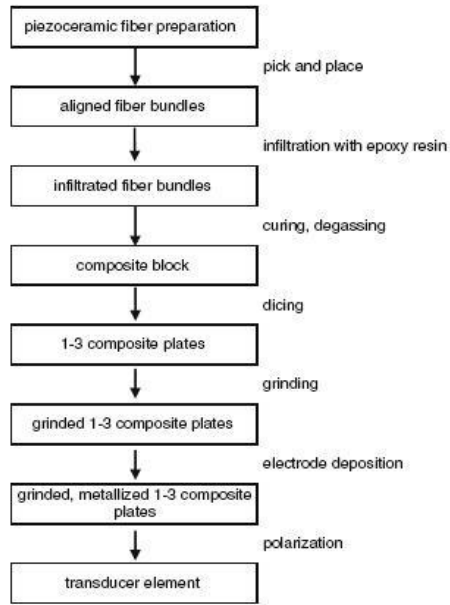 piezoceramic fiber preparation
pick and place
aligned fiber bundles
infiltration with epoxy resin
infiltrated fiber bundles
curing, degassing
composite block
dicing
1-3 composite plates
grinding
grinded 1-3 composite plates
electrode deposition
grinded, metallized 1-3 composite
plates
polarization
transducer element